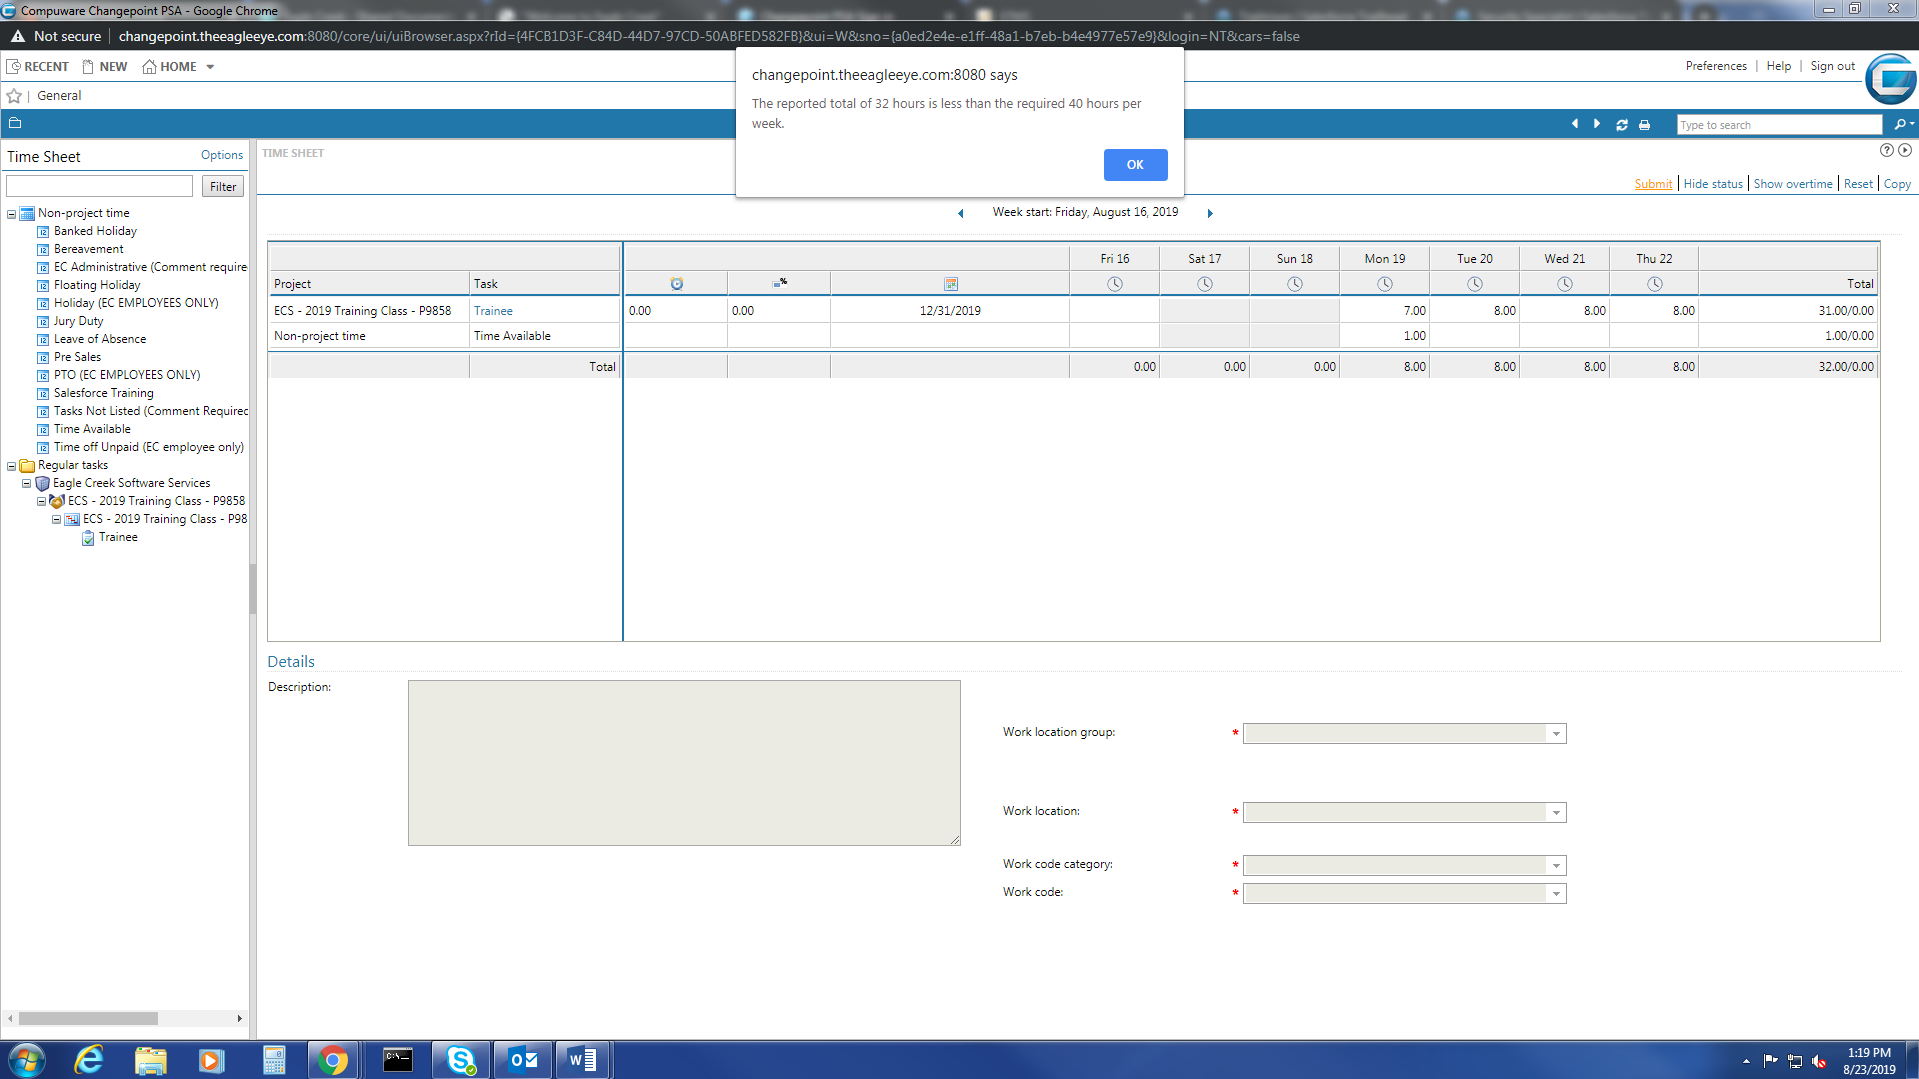 Compuware Changepoint PSA - Google Chrome
Not secure | changepoint.theeagleeye.com:8080/core/ui/uiBrowser.aspx?rId={4FCB1D3F-C84D-44D7-97CD-50ABFED582FB}&ui=W&sno={a0ed2e4e-e1ff-48a1-b7eb-b4e4977e57e9}&login=NT&cars=false
RECENT NEW HOME
Preferences | Help | Sign out
General
changepoint.theeagleeye.com:8080 says
The reported total of 32 hours is less than the required 40 hours per
week.
OK
Type to search
Time Sheet Options
Filter
TIME SHEET
Submit | Hide status | Show overtime | Reset | Copy
Week start: Friday, August 16, 2019
Non-project time
Banked Holiday
Bereavement
EC Administrative (Comment require
Floating Holiday
Holiday (EC EMPLOYEES ONLY)
Jury Duty
Leave of Absence
Pre Sales
PTO (EC EMPLOYEES ONLY)
Salesforce Training
Tasks Not Listed (Comment Required
Time Available
Time off Unpaid (EC employee only)
Regular tasks
Eagle Creek Software Services
ECS - 2019 Training Class - P9858
ECS - 2019 Training Class - P98
Trainee
Fri 16 Sat 17 Sun 18 Mon 19 Tue 20 Wed 21 Thu 22
Project Task Total
ECS - 2019 Training Class - P9858 Trainee 0.00 0.00 12/31/2019 7.00 8.00 8.00 8.00 31.00/0.00
Non-project time Time Available 1.00 1.00/0.00
Total 0.00 0.00 0.00 8.00 8.00 8.00 8.00 32.00/0.00
Details
Description:
Work location group: *
Work location: *
Work code category: *
Work code: *
1:19 PM
8/23/2019